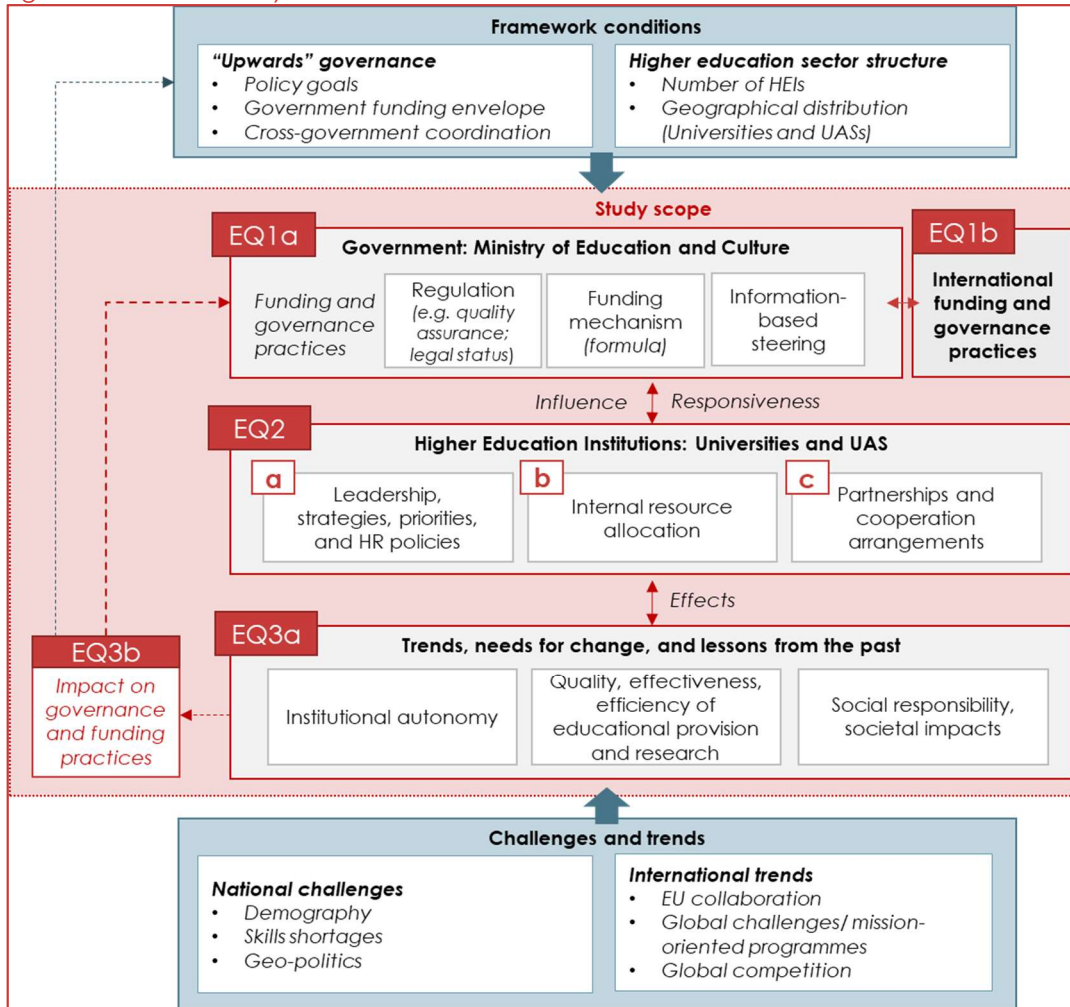 Framework conditions
“Upwards” governance
• Policy goals
• Government funding envelope
• Cross-government coordination
Higher education sector structure
• Number of HEIs
• Geographical distribution
(Universities and UASs)
Study scope
EQ1a
Government: Ministry of Education and Culture
Funding and
governance
practices
Regulation
(e.g. quality
assurance;
legal status)
Funding
mechanism
(formula)
Information-
based
steering
EQ1b
International
funding and
governance
practices
Influence
Responsiveness
EQ2
Higher Education Institutions: Universities and UAS
a
Leadership,
strategies, priorities,
and HR policies
b
Internal resource
allocation
c
Partnerships and
cooperation
arrangements
Effects
EQ3a
Trends, needs for change, and lessons from the past
Institutional autonomy
Quality, effectiveness,
efficiency of
educational provision
and research
Social responsibility,
societal impacts
EQ3b
Impact on
governance
and funding
practices
Challenges and trends
National challenges
• Demography
• Skills shortages
• Geo-politics
International trends
• EU collaboration
• Global challenges/ mission-
oriented programmes
• Global competition